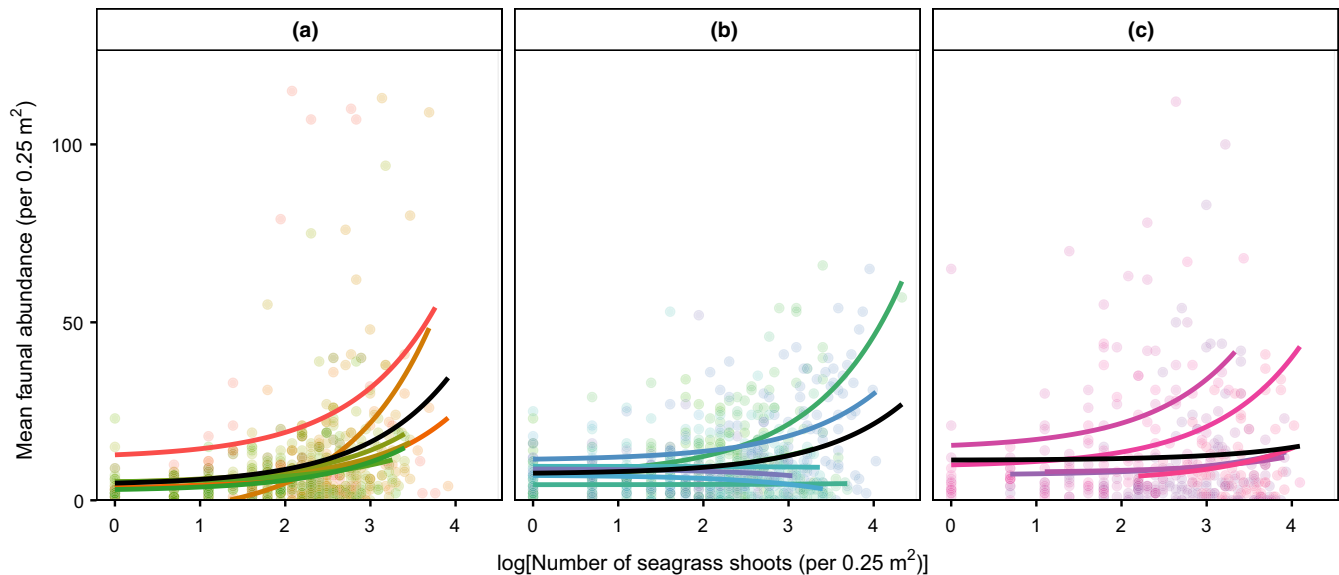 (a) (b) (c)
Mean faunal abundance (per 0.25 m²)
100
50
0
0 1 2 3 4 0 1 2 3 4 0 1 2 3 4
log[Number of seagrass shoots (per 0.25 m²)]